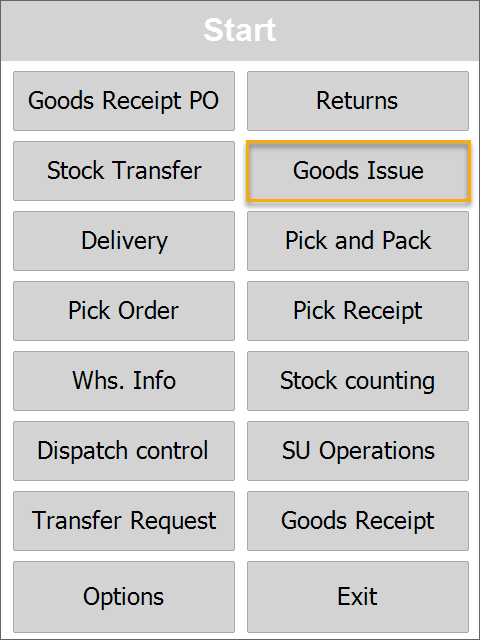 Start
Goods Receipt PO
Returns
Stock Transfer
Goods Issue
Delivery
Pick and Pack
Pick Order
Pick Receipt
Whs. Info
Stock counting
Dispatch control
SU Operations
Transfer Request
Goods Receipt
Options
Exit